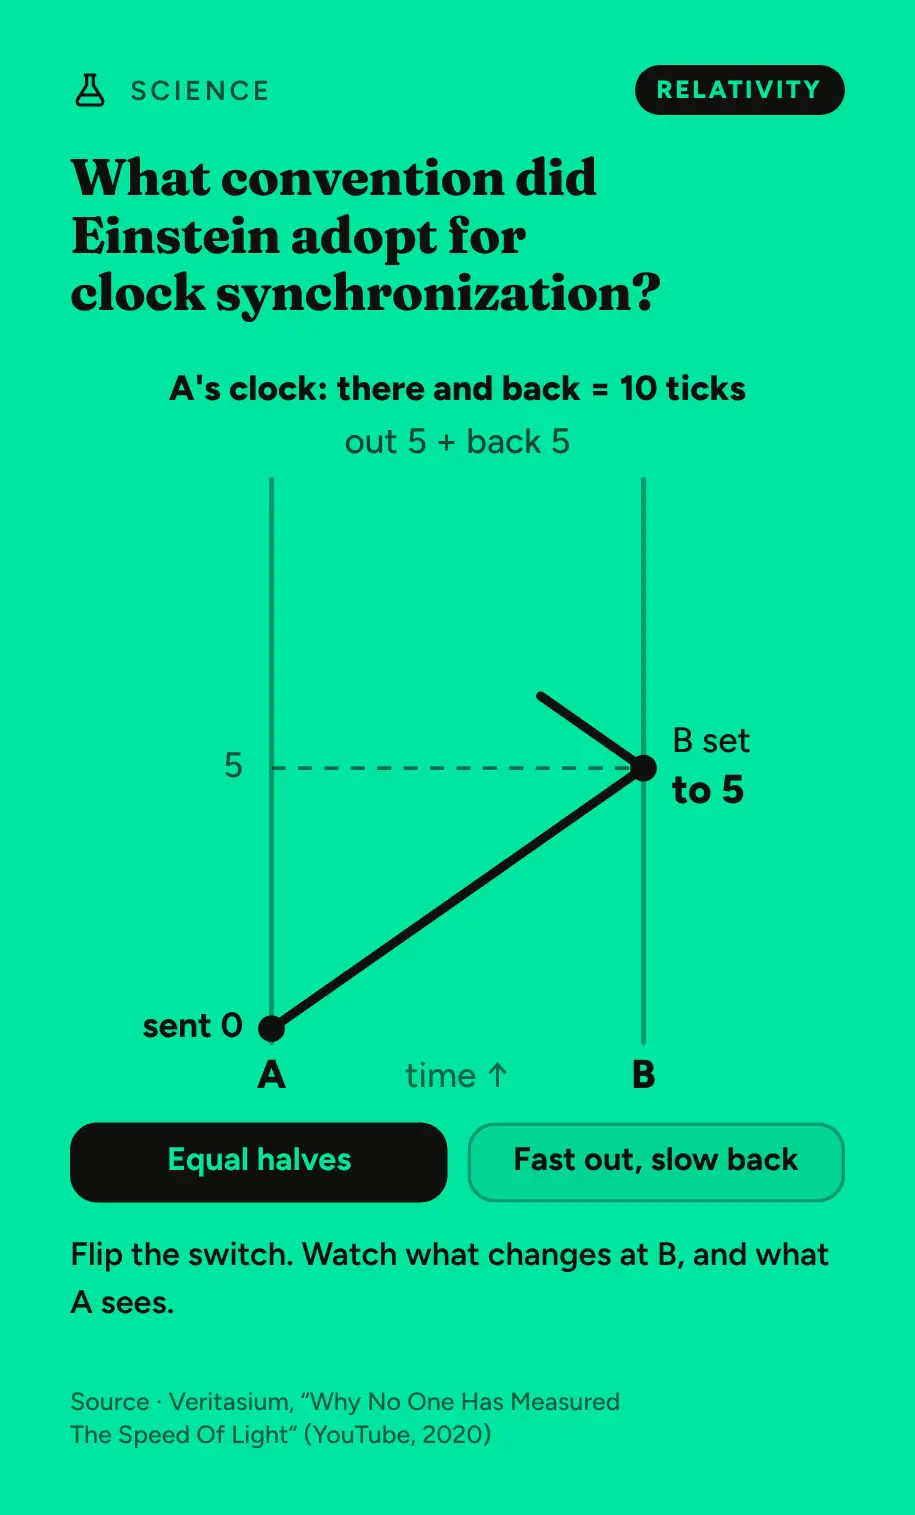 SCIENCE
RELATIVITY
What convention did
Einstein adopt for
clock synchronization?
A's clock: there and back = 10 ticks
out 5 + back 5
B set
5
to 5
sent 0
A
time ↑
B
Equal halves
Fast out, slow back
Flip the switch. Watch what changes at B, and what
A sees.
Source · Veritasium, “Why No One Has Measured
The Speed Of Light” (YouTube, 2020)